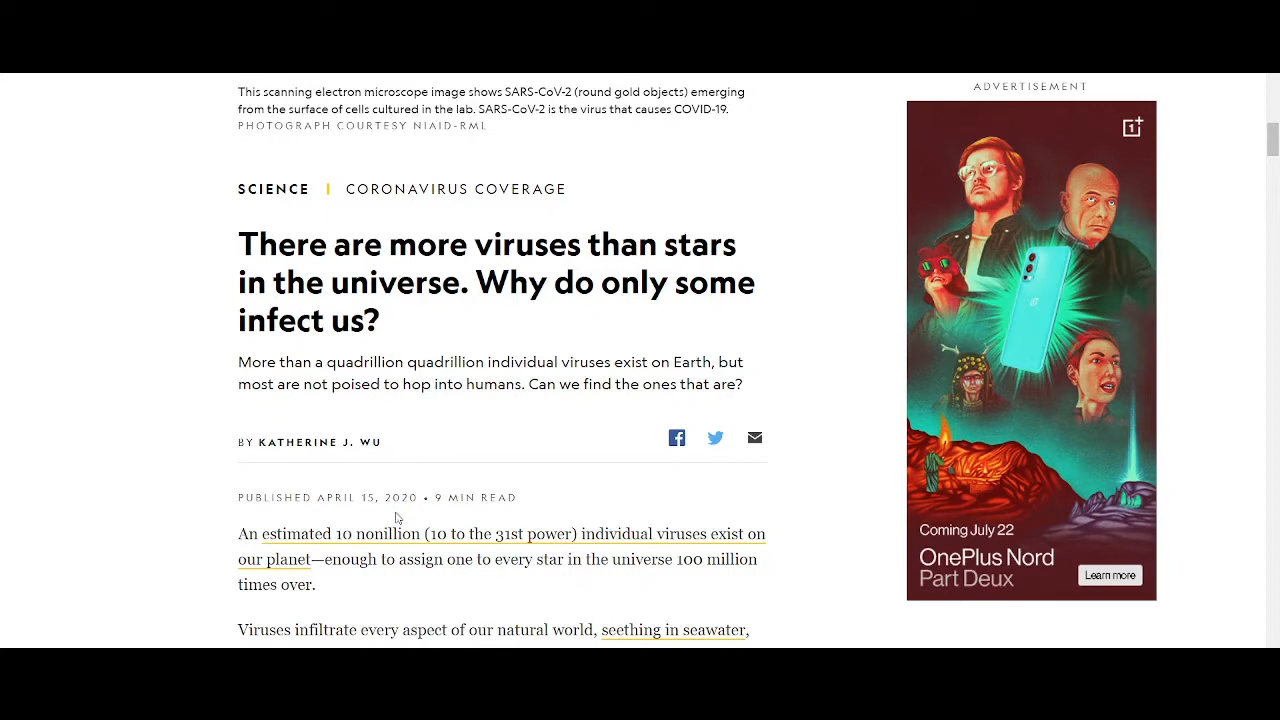 This scanning electron microscope image shows SARS-CoV-2 (round gold objects) emerging
from the surface of cells cultured in the lab. SARS-CoV-2 is the virus that causes COVID-19.
PHOTOGRAPH COURTESY NIAID-RML
SCIENCE | CORONAVIRUS COVERAGE
There are more viruses than stars
in the universe. Why do only some
infect us?
More than a quadrillion quadrillion individual viruses exist on Earth, but
most are not poised to hop into humans. Can we find the ones that are?
BY KATHERINE J. WU
PUBLISHED APRIL 15, 2020 • 9 MIN READ
An estimated 10 nonillion (10 to the 31st power) individual viruses exist on
our planet—enough to assign one to every star in the universe 100 million
times over.
Viruses infiltrate every aspect of our natural world, seething in seawater,
ADVERTISEMENT
1+
Coming July 22
OnePlus Nord
Part Deux
Learn more